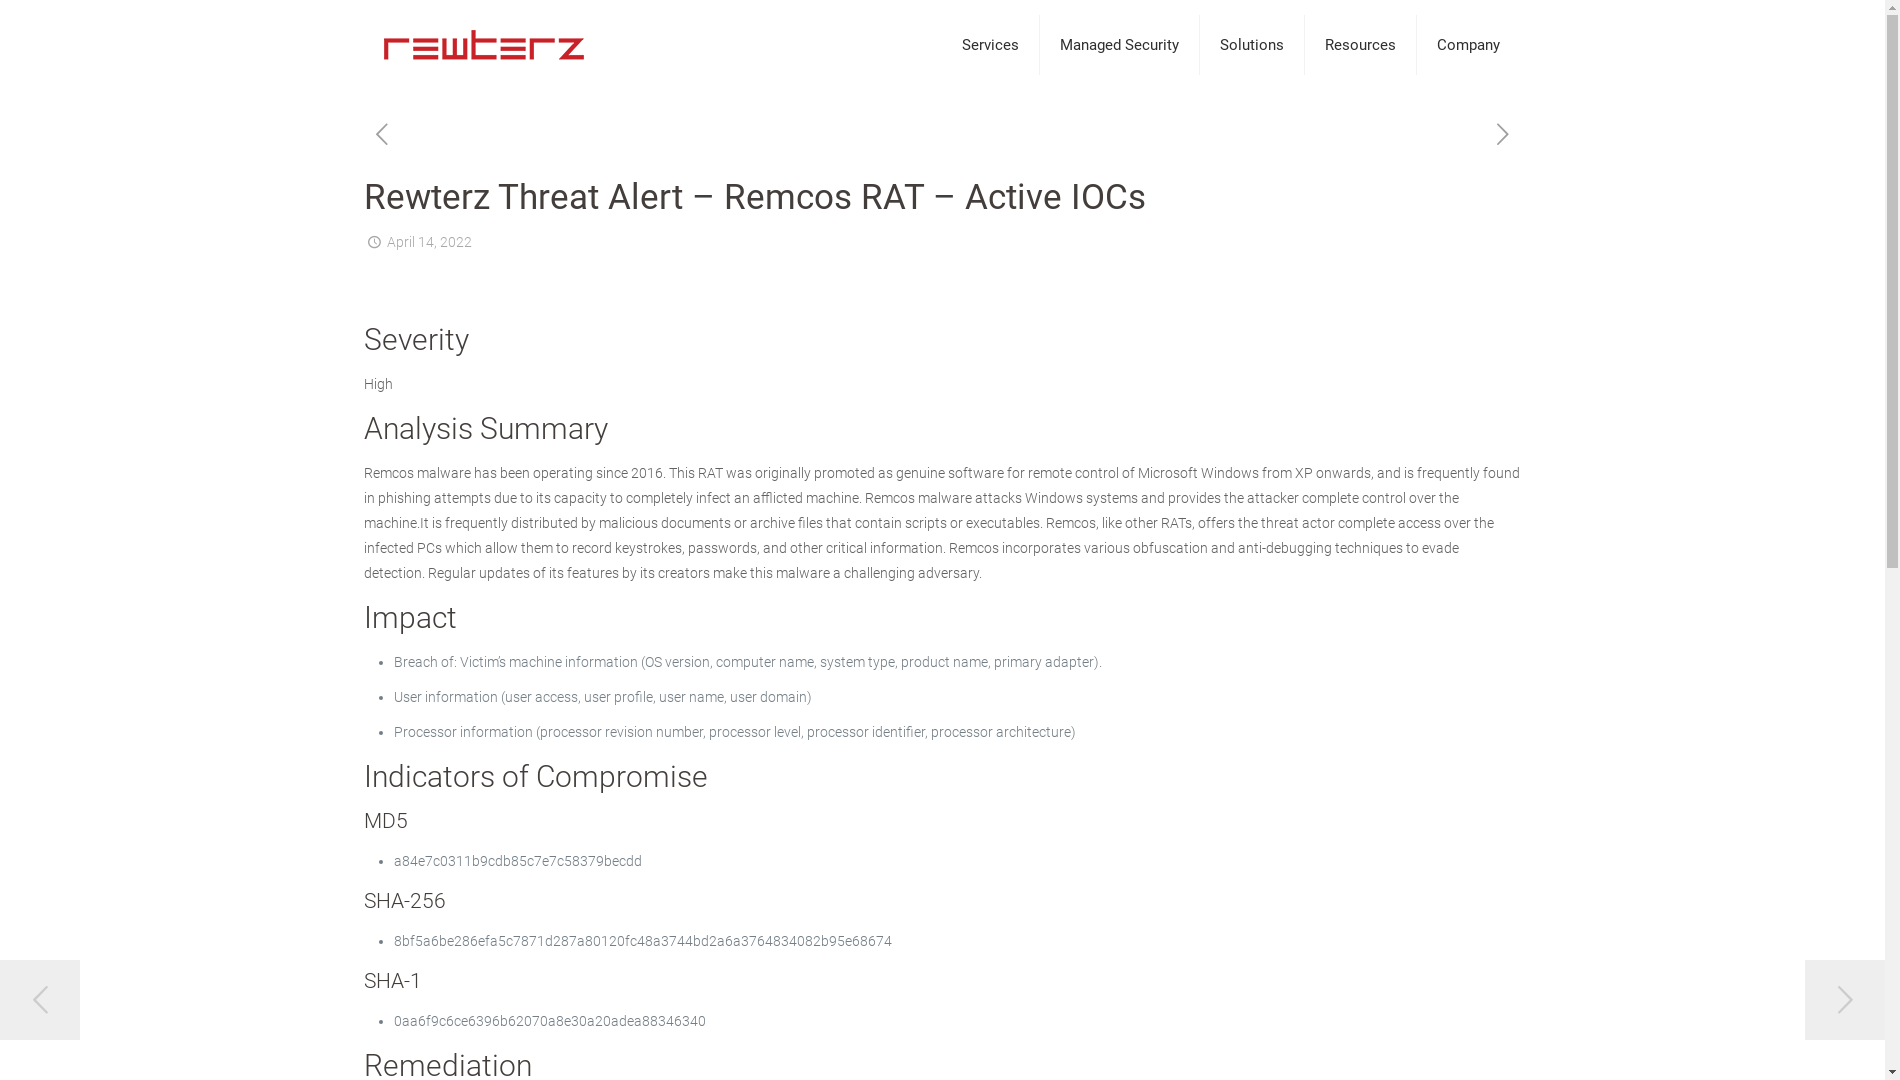 rewterz
Services
Managed Security
Solutions
Resources
Company
Rewterz Threat Alert – Remcos RAT – Active IOCs
April 14, 2022
Severity
High
Analysis Summary
Remcos malware has been operating since 2016. This RAT was originally promoted as genuine software for remote control of Microsoft Windows from XP onwards, and is frequently found
in phishing attempts due to its capacity to completely infect an afflicted machine. Remcos malware attacks Windows systems and provides the attacker complete control over the
machine.It is frequently distributed by malicious documents or archive files that contain scripts or executables. Remcos, like other RATs, offers the threat actor complete access over the
infected PCs which allow them to record keystrokes, passwords, and other critical information. Remcos incorporates various obfuscation and anti-debugging techniques to evade
detection. Regular updates of its features by its creators make this malware a challenging adversary.
Impact
• Breach of: Victim's machine information (OS version, computer name, system type, product name, primary adapter).
• User information (user access, user profile, user name, user domain)
• Processor information (processor revision number, processor level, processor identifier, processor architecture)
Indicators of Compromise
MD5
• a84e7c0311b9cdb85c7e7c58379becdd
SHA-256
• 8bf5a6be286efa5c7871d287a80120fc48a3744bd2a6a3764834082b95e68674
SHA-1
• 0aa6f9c6ce6396b62070a8e30a20adea88346340
Remediation